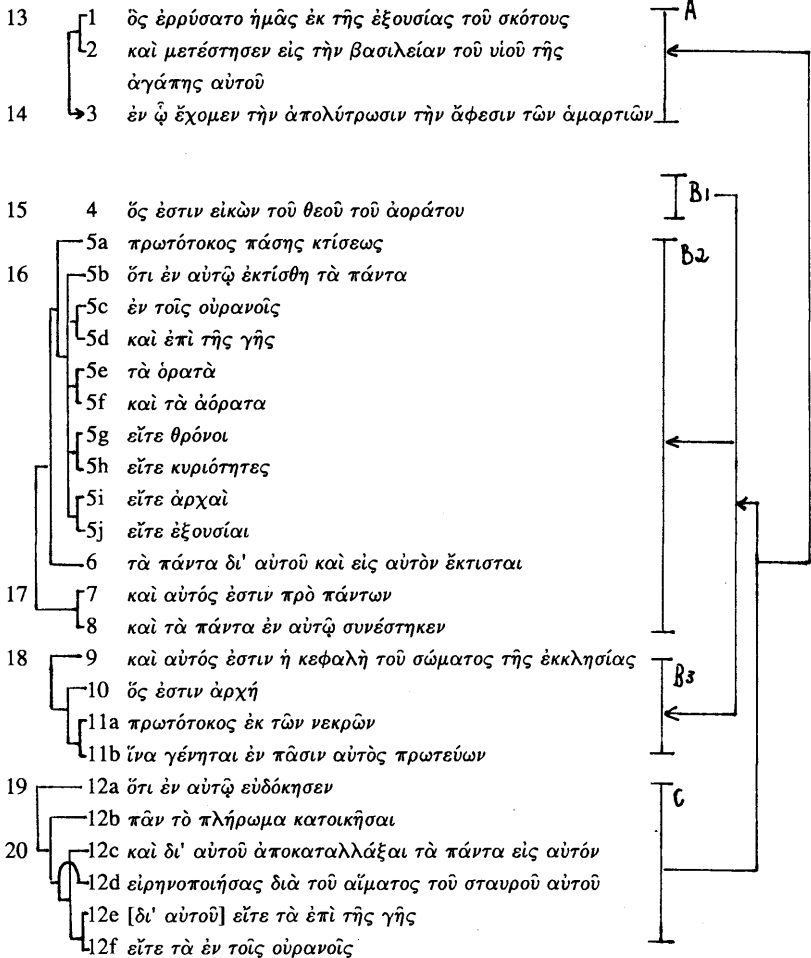 13 1 ὃς ἐρρύσατο ἡμᾶς ἐκ τῆς ἐξουσίας τοῦ σκότους A
2 καὶ μετέστησεν εἰς τὴν βασιλείαν τοῦ υἱοῦ τῆς
ἀγάπης αὐτοῦ
14 3 ἐν ᾧ ἔχομεν τὴν ἀπολύτρωσιν τὴν ἄφεσιν τῶν ἁμαρτιῶν
15 4 ὅς ἐστιν εἰκὼν τοῦ θεοῦ τοῦ ἀοράτου B1
5a πρωτότοκος πάσης κτίσεως B2
16 5b ὅτι ἐν αὐτῷ ἐκτίσθη τὰ πάντα
5c ἐν τοῖς οὐρανοῖς
5d καὶ ἐπὶ τῆς γῆς
5e τὰ ὁρατὰ
5f καὶ τὰ ἀόρατα
5g εἴτε θρόνοι
5h εἴτε κυριότητες
5i εἴτε ἀρχαὶ
5j εἴτε ἐξουσίαι
6 τὰ πάντα δι' αὐτοῦ καὶ εἰς αὐτὸν ἔκτισται
17 7 καὶ αὐτός ἐστιν πρὸ πάντων
8 καὶ τὰ πάντα ἐν αὐτῷ συνέστηκεν
18 9 καὶ αὐτός ἐστιν ἡ κεφαλὴ τοῦ σώματος τῆς ἐκκλησίας B3
10 ὅς ἐστιν ἀρχή
11a πρωτότοκος ἐκ τῶν νεκρῶν
11b ἵνα γένηται ἐν πᾶσιν αὐτὸς πρωτεύων
19 12a ὅτι ἐν αὐτῷ εὐδόκησεν C
12b πᾶν τὸ πλήρωμα κατοικῆσαι
20 12c καὶ δι' αὐτοῦ ἀποκαταλλάξαι τὰ πάντα εἰς αὐτόν
12d εἰρηνοποιήσας διὰ τοῦ αἵματος τοῦ σταυροῦ αὐτοῦ
12e [δι' αὐτοῦ] εἴτε τὰ ἐπὶ τῆς γῆς
12f εἴτε τὰ ἐν τοῖς οὐρανοῖς